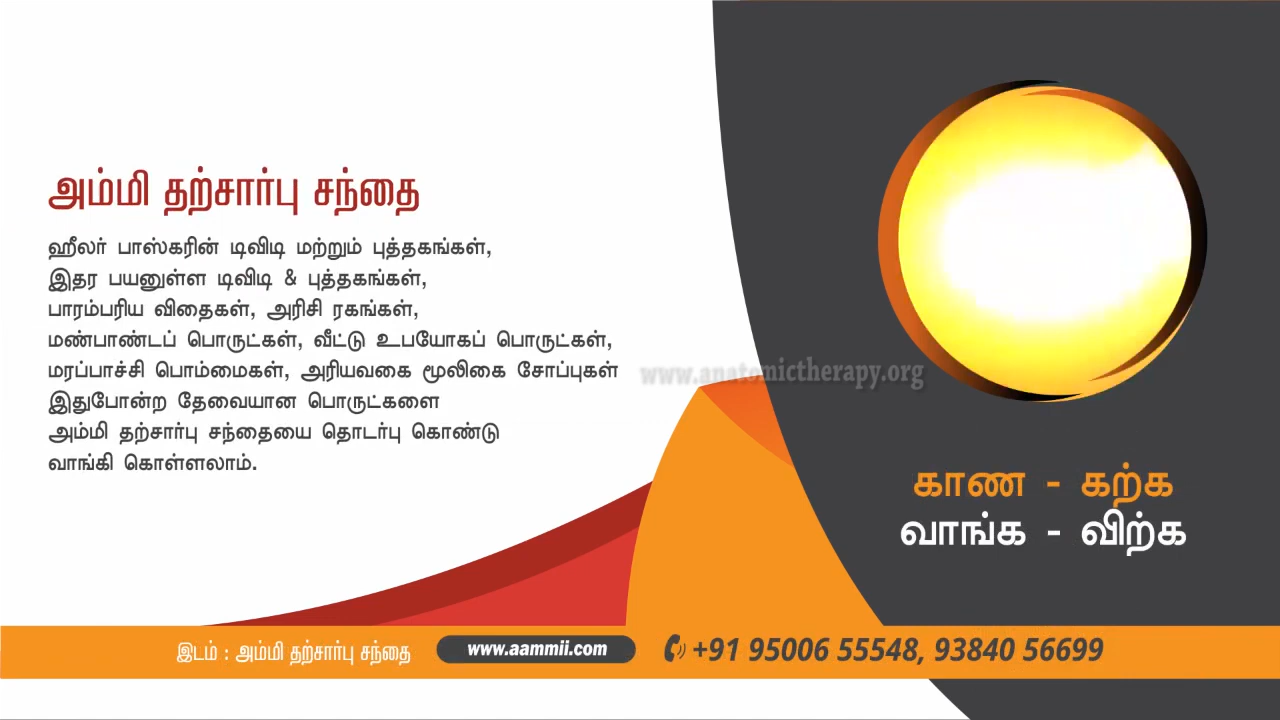 அம்மி தற்சார்பு சந்தை
ஹீலர் பாஸ்கரின் டிவிடி மற்றும் புத்தகங்கள்,
இதர பயனுள்ள டிவிடி & புத்தகங்கள்,
பாரம்பரிய விதைகள், அரிசி ரகங்கள்,
மண்பாண்டப் பொருட்கள், வீட்டு உபயோகப் பொருட்கள்,
மரப்பாச்சி பொம்மைகள், அரியவகை மூலிகை சோப்புகள்
இதுபோன்ற தேவையான பொருட்களை
அம்மி தற்சார்பு சந்தையை தொடர்பு கொண்டு
வாங்கி கொள்ளலாம்.
www.anatomictherapy.org
காண - கற்க
வாங்க - விற்க
இடம் : அம்மி தற்சார்பு சந்தை www.aammii.com +91 95006 55548, 93840 56699